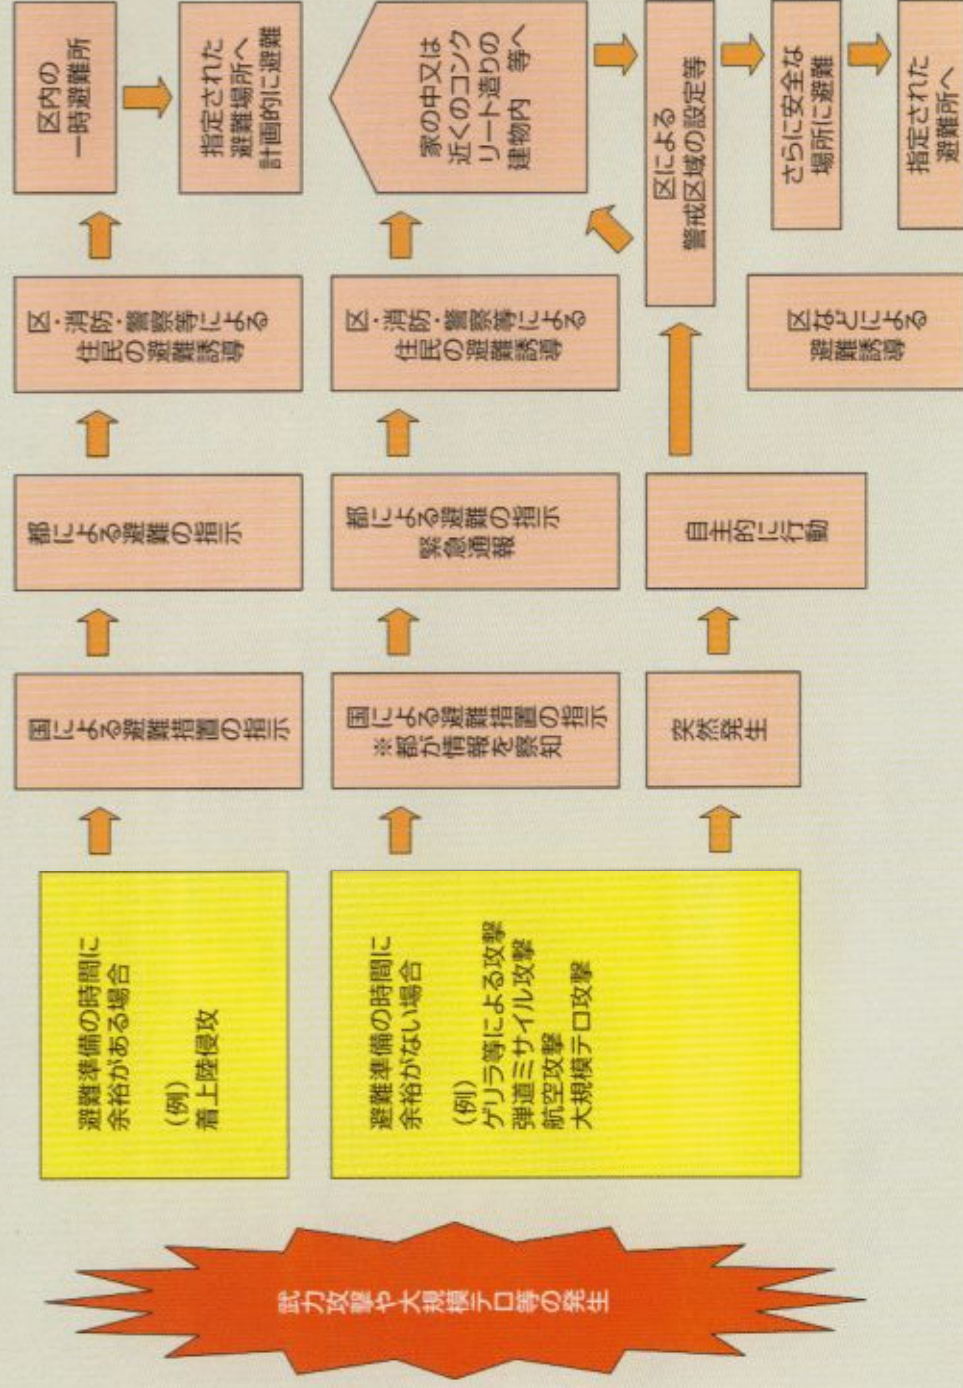 武力攻撃や大規模テロ等の発生
避難準備の時間に
余裕がある場合
(例)
着上陸侵攻
国による避難措置の指示
都による避難の指示
区・消防・警察等による
住民の避難誘導
区内の
一時避難所
指定された
避難場所へ
計画的に避難
避難準備の時間に
余裕がない場合
(例)
ゲリラ等による攻撃
弾道ミサイル攻撃
航空攻撃
大規模テロ攻撃
国による避難措置の指示
※都が情報を察知
都による避難の指示
緊急通報
区・消防・警察等による
住民の避難誘導
家の中又は
近くのコンク
リート造りの
建物内　等へ
突然発生
自主的に行動
区による
警戒区域の設定等
さらに安全な
場所に避難
区などによる
避難誘導
指定された
避難所へ